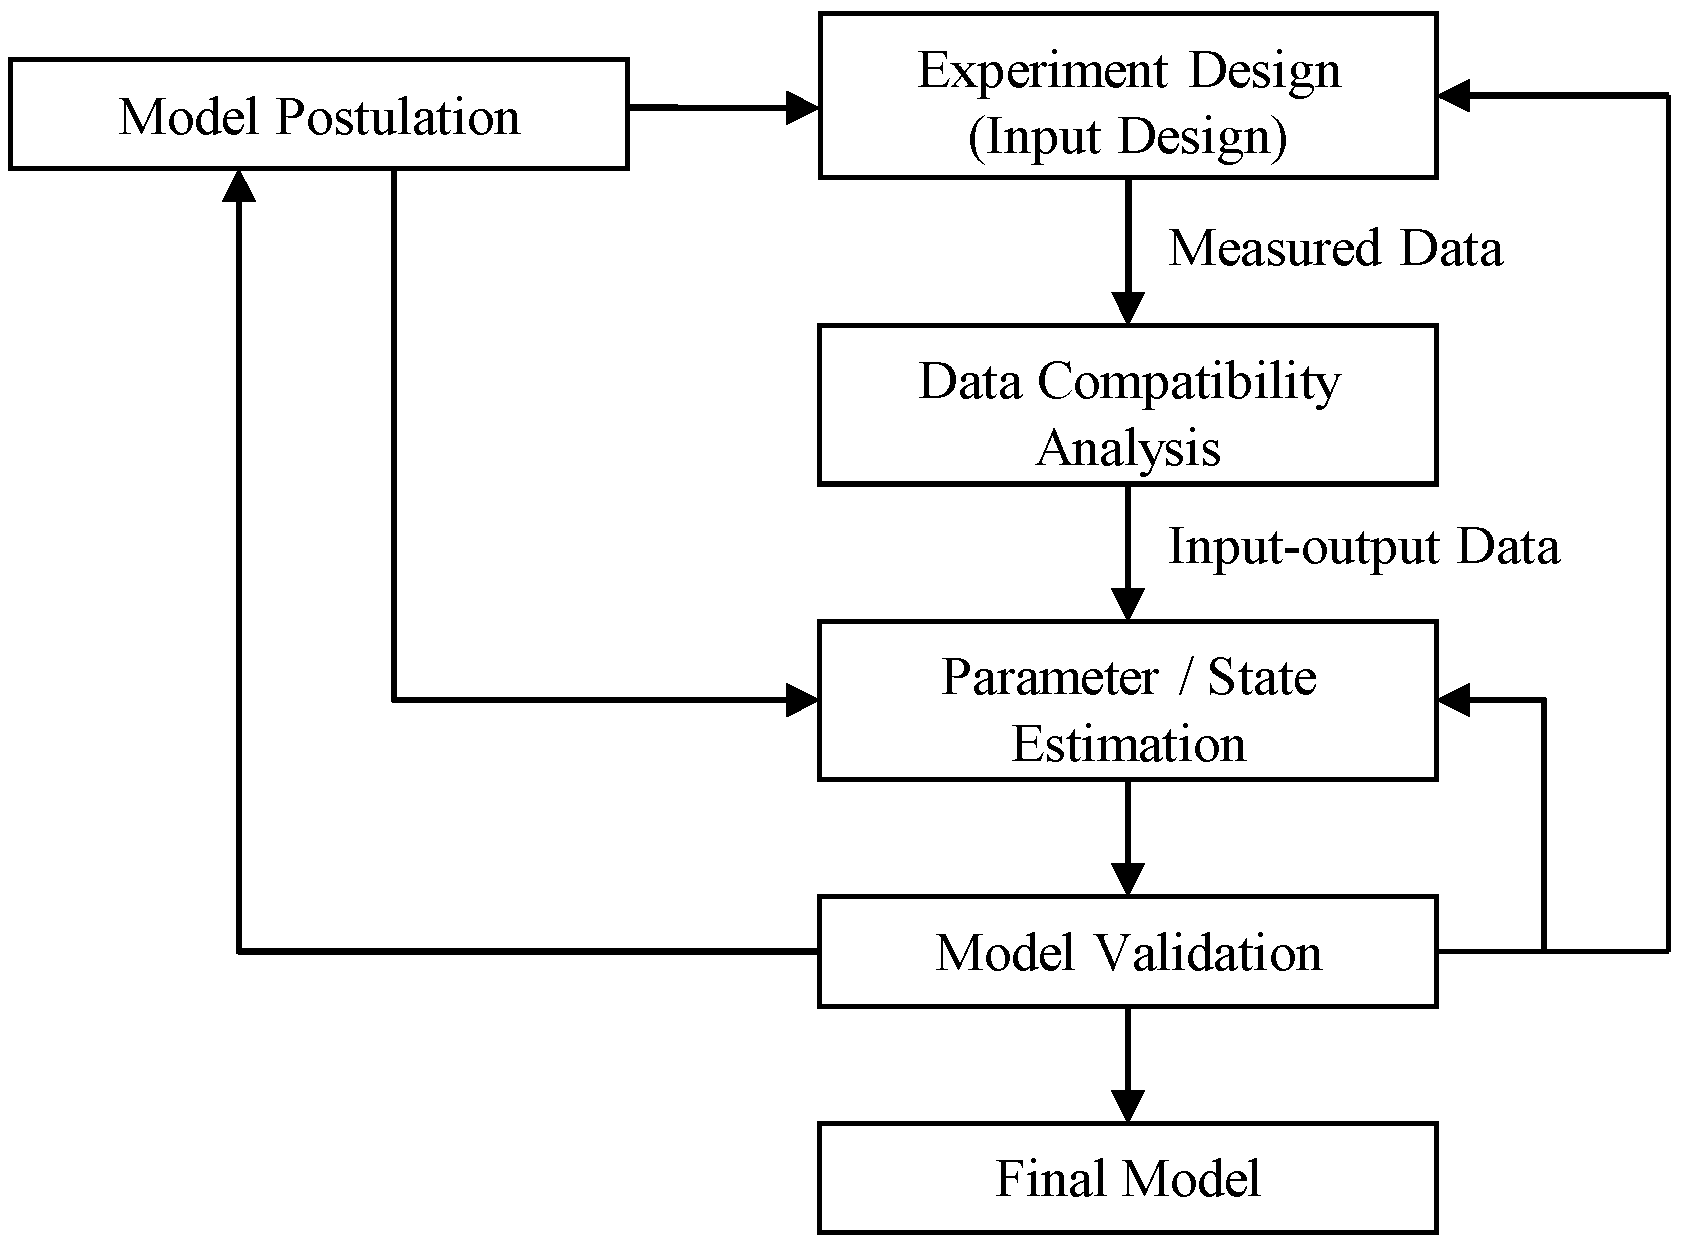 Model Postulation
Experiment Design
(Input Design)
Measured Data
Data Compatibility
Analysis
Input-output Data
Parameter / State
Estimation
Model Validation
Final Model